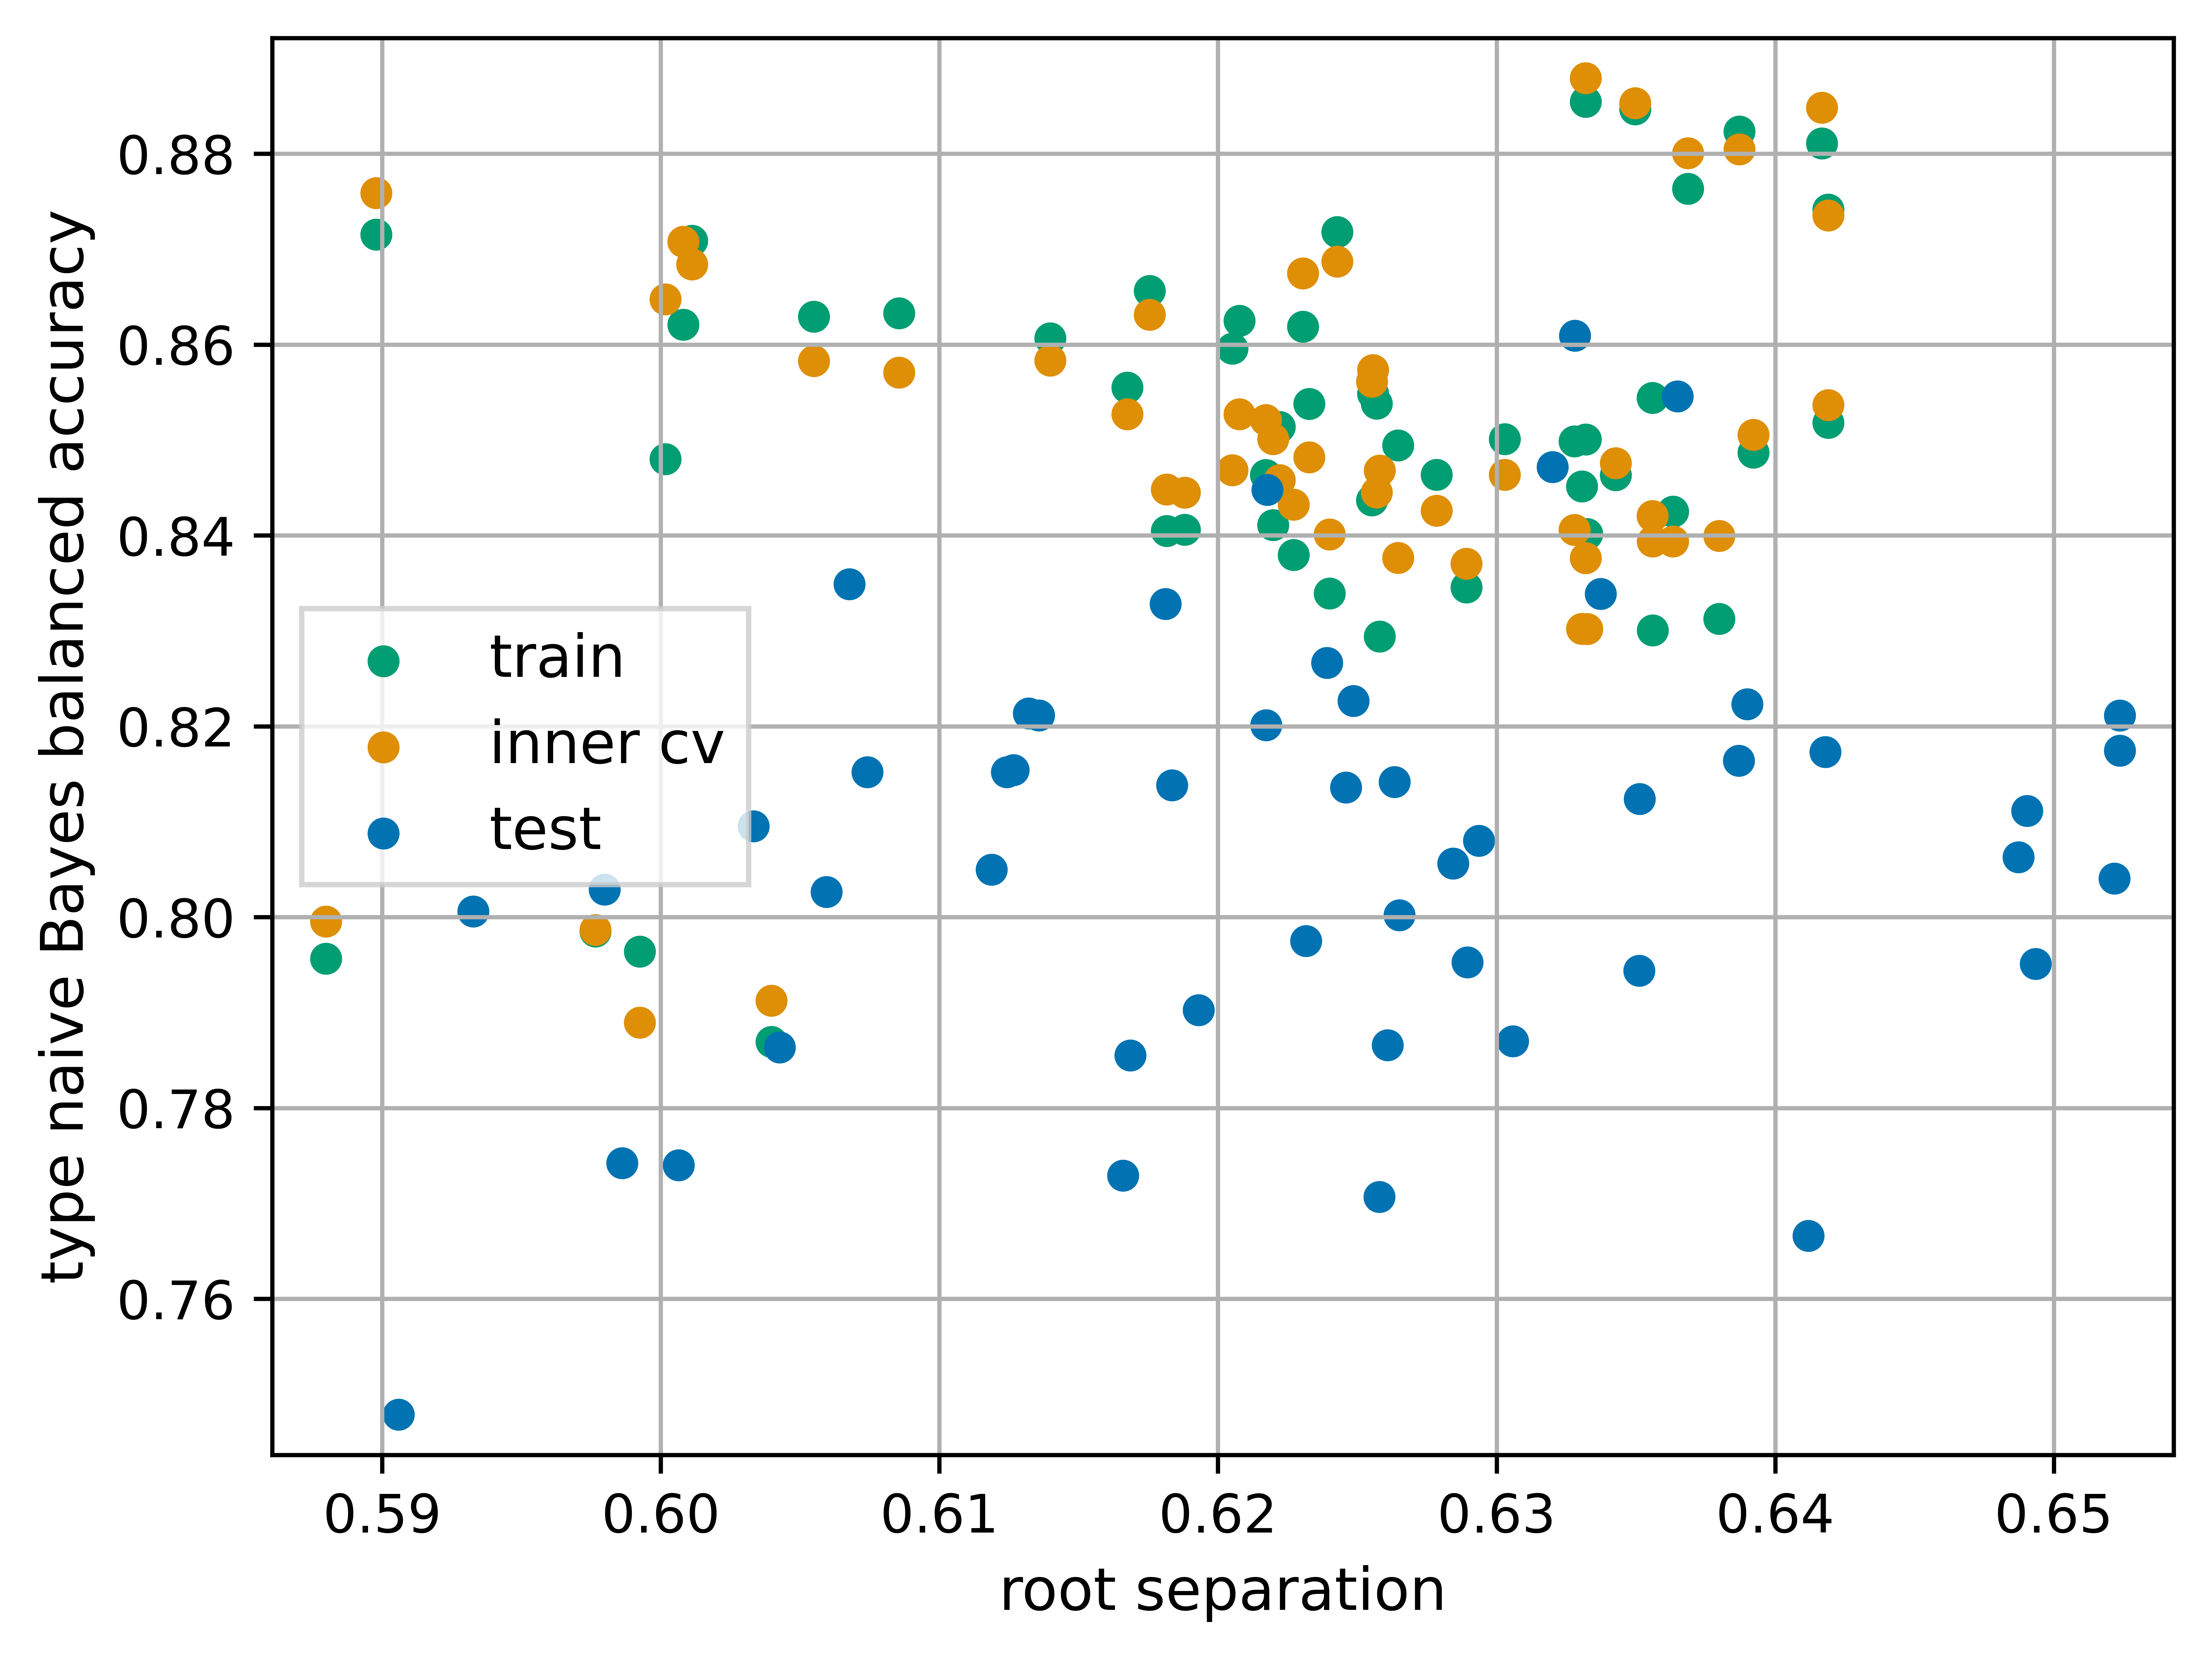 type naive Bayes balanced accuracy
0.88
0.86
0.84
0.82
0.80
0.78
0.76
train
inner cv
test
0.59 0.60 0.61 0.62 0.63 0.64 0.65
root separation